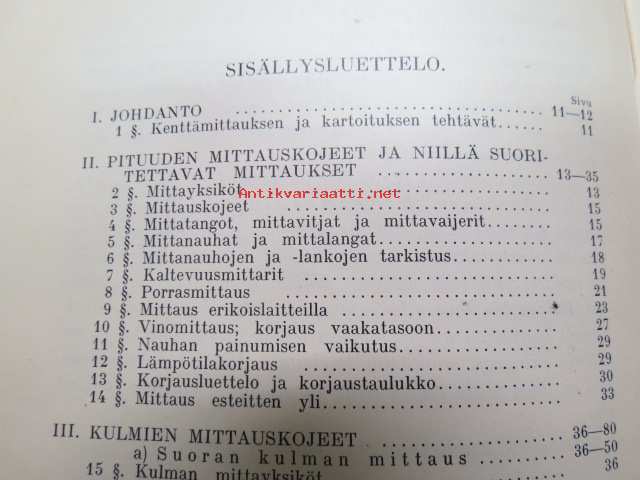 SISÄLLYSLUETTELO.
Sivu
I. JOHDANTO 11—12
1 §. Kenttämittauksen ja kartoituksen tehtävät 11
II. PITUUDEN MITTAUSKOJEET JA NIILLÄ SUORI-
TETTAVAT MITTAUKSET 13—35
2 §. Mittayksiköt 13
Antikvariaatti.net
3 §. Mittauskojeet 15
4 §. Mittatangot, mittavitjat ja mittavaijerit 15
5 §. Mittanauhat ja mittalangat 17
6 §. Mittanauhojen ja -lankojen tarkistus 18
7 §. Kaltevuusmittarit 19
8 §. Porrasmittaus 21
9 §. Mittaus erikoislaitteilla 23
10 §. Vinomittaus; korjaus vaakatasoon 27
11 §. Nauhan painumisen vaikutus 29
12 §. Lämpötilakorjaus 29
13 §. Korjausluettelo ja korjaustaulukko 30
14 §. Mittaus esteitten yli 33
III. KULMIEN MITTAUSKOJEET 36—80
a) Suoran kulman mittaus 36—50
15 §. Kulman mittayksiköt 36